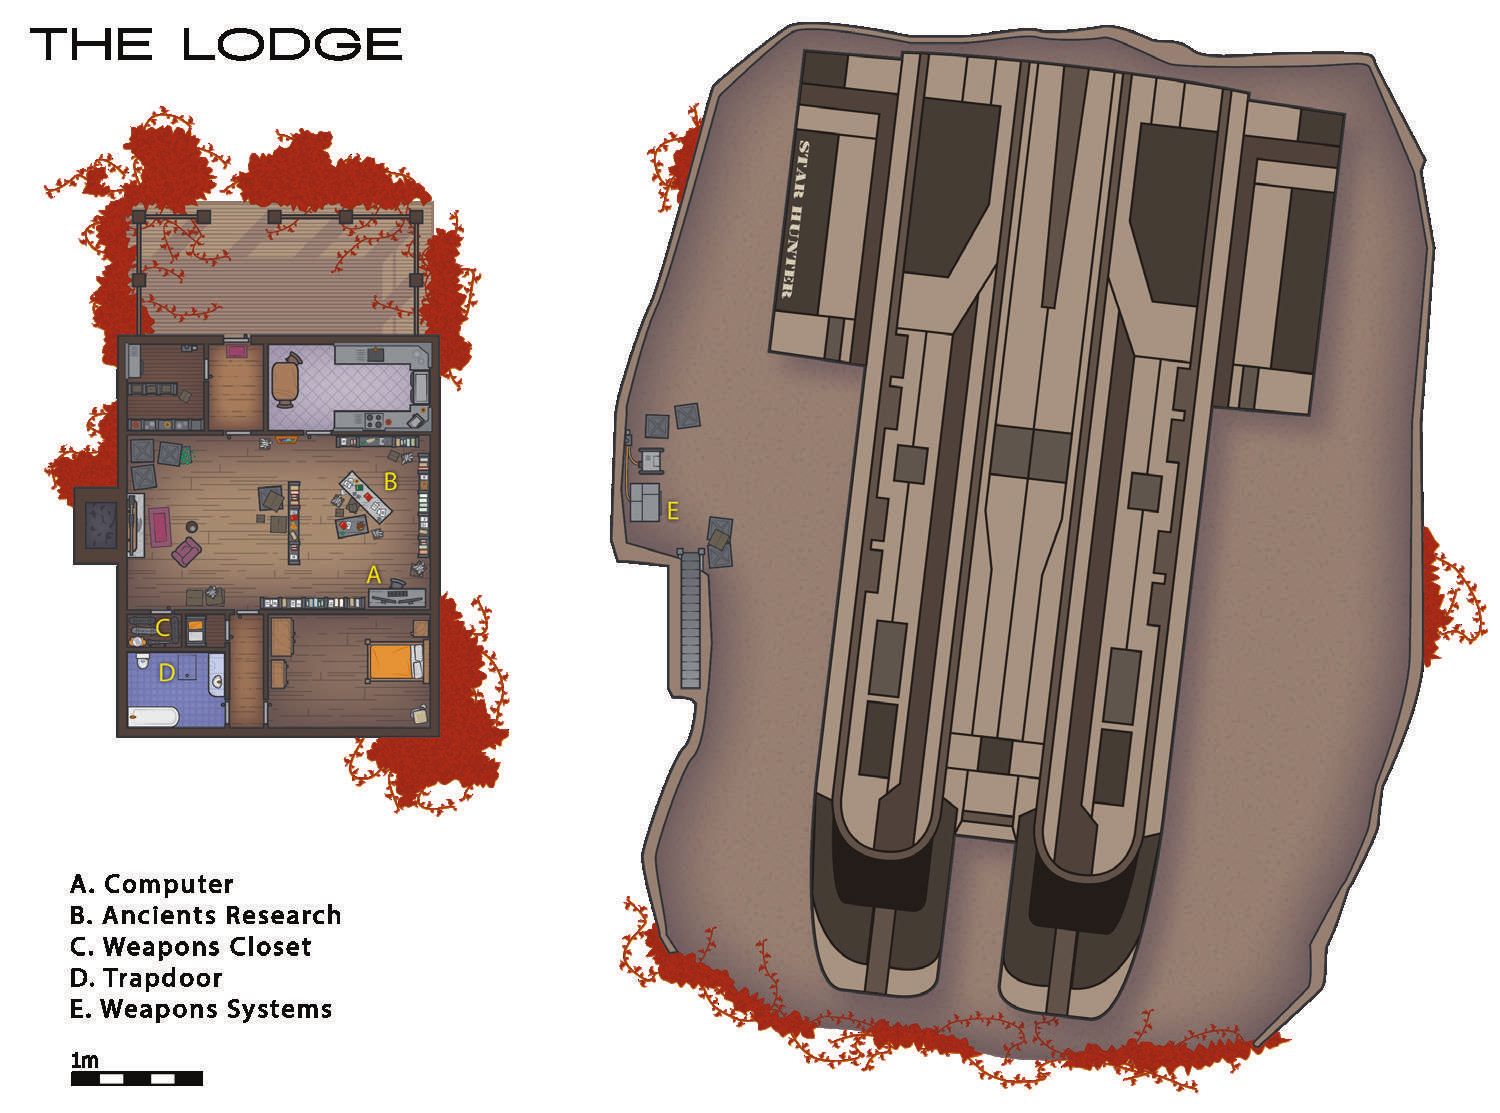 THE LODGE
STAR HUNTER
B
A
C
D
E
A. Computer
B. Ancients Research
C. Weapons Closet
D. Trapdoor
E. Weapons Systems
1m